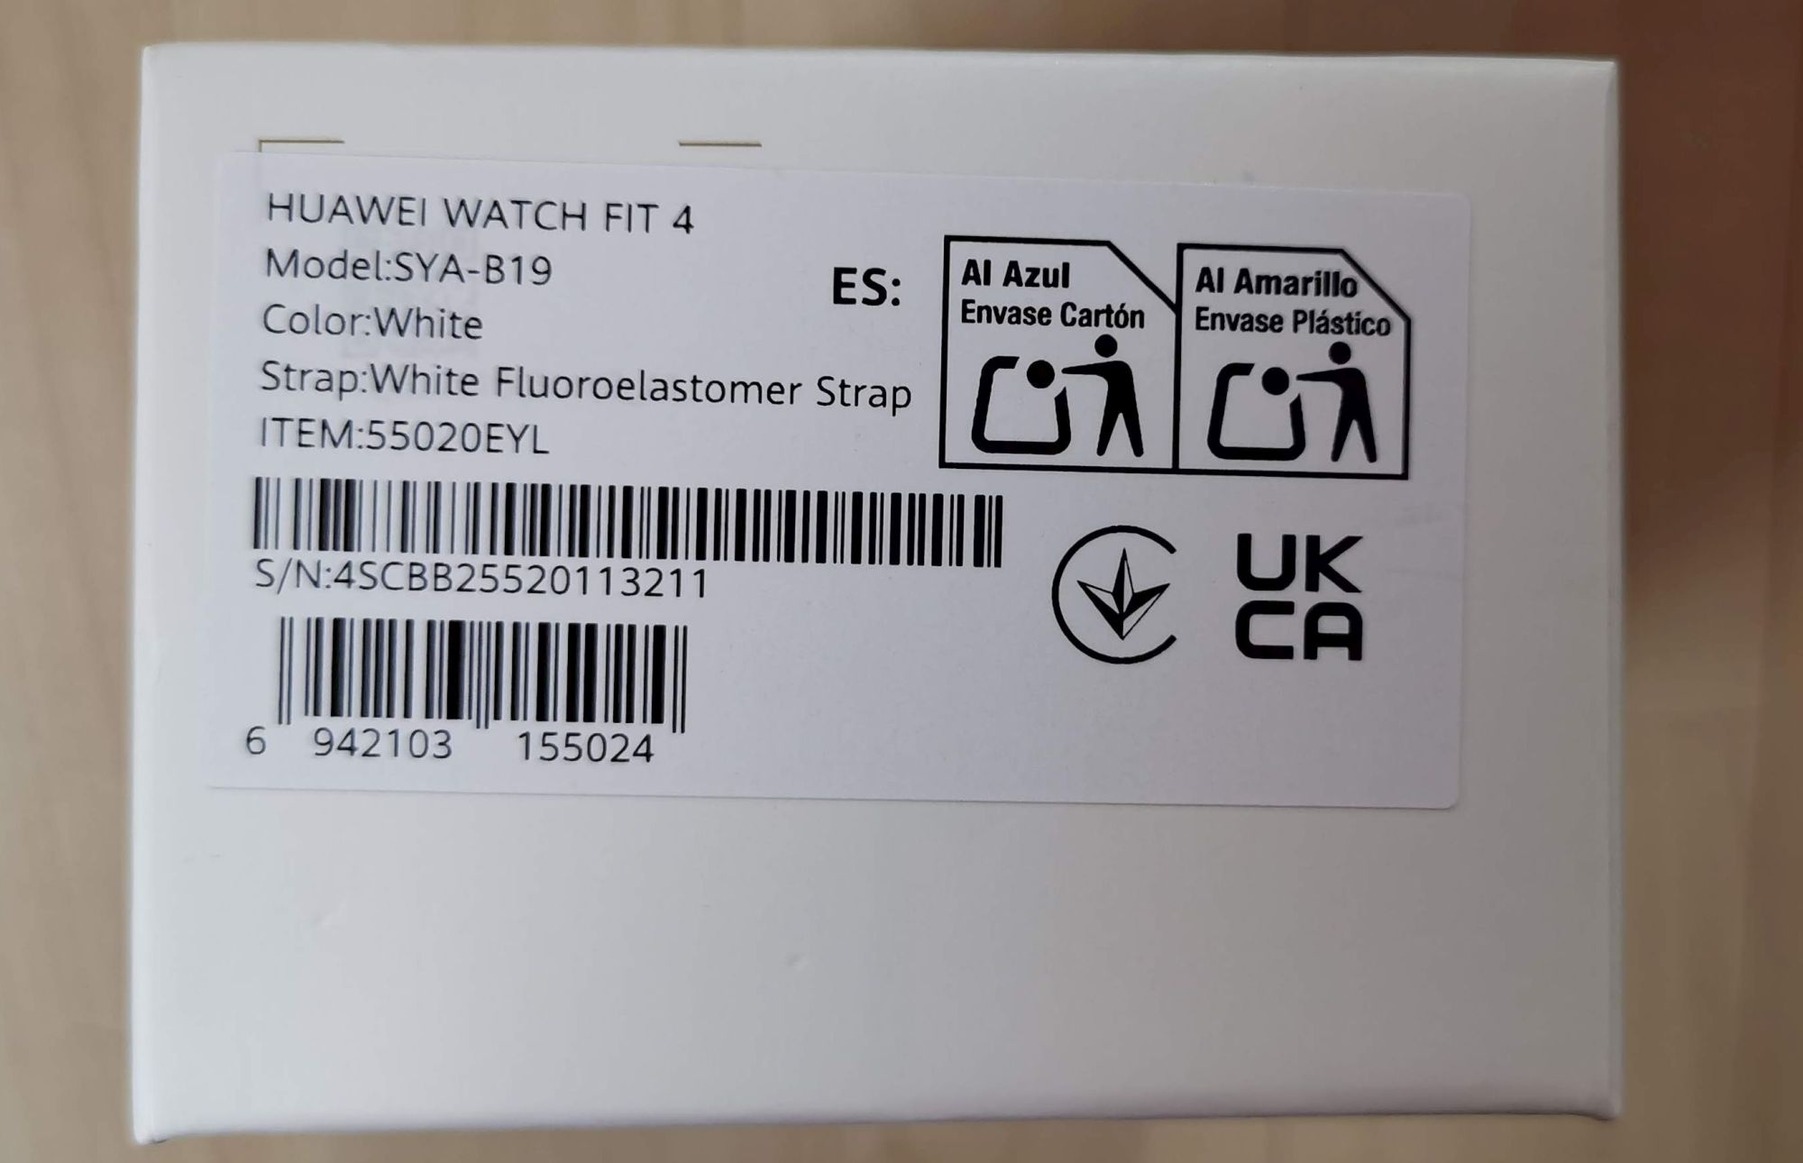 HUAWEI WATCH FIT 4
Model:SYA-B19
Color:White
Strap:White Fluoroelastomer Strap
ITEM:55020EYL
S/N:4SCBB25520113211
6 942103 155024
ES:
Al Azul
Envase Cartón
Al Amarillo
Envase Plástico
UK
CA